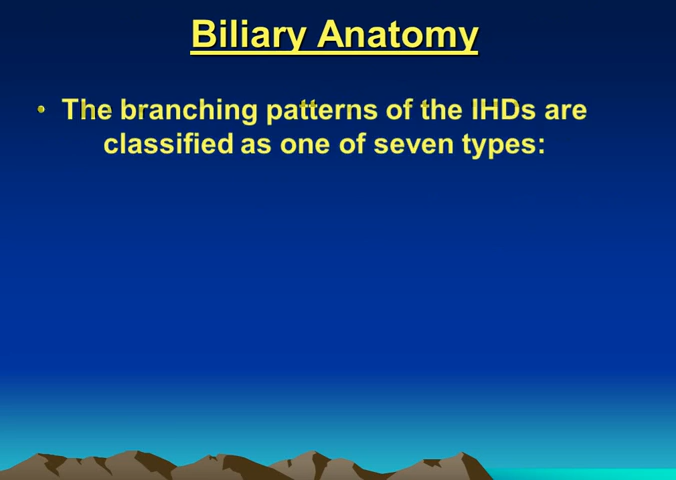 Biliary Anatomy
• The branching patterns of the IHDs are
classified as one of seven types: